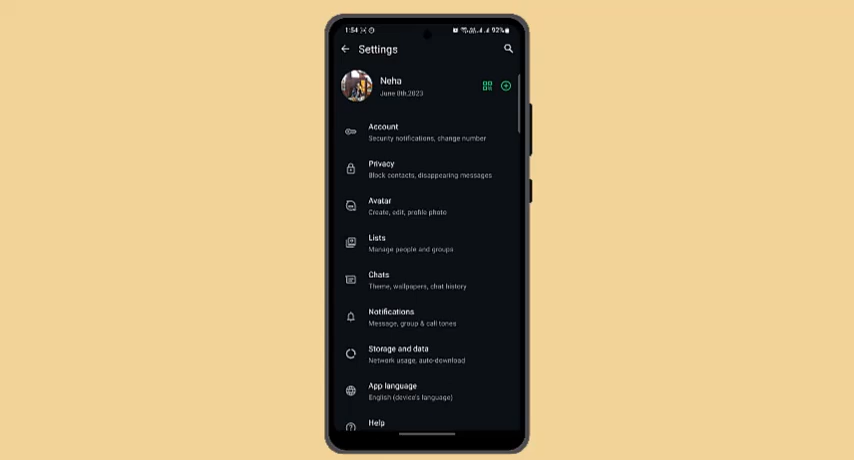 1:54
92%
Settings
Neha
June 8th,2023
Account
Security notifications, change number
Privacy
Block contacts, disappearing messages
Avatar
Create, edit, profile photo
Lists
Manage people and groups
Chats
Theme, wallpapers, chat history
Notifications
Message, group & call tones
Storage and data
Network usage, auto-download
App language
English (device's language)
Help